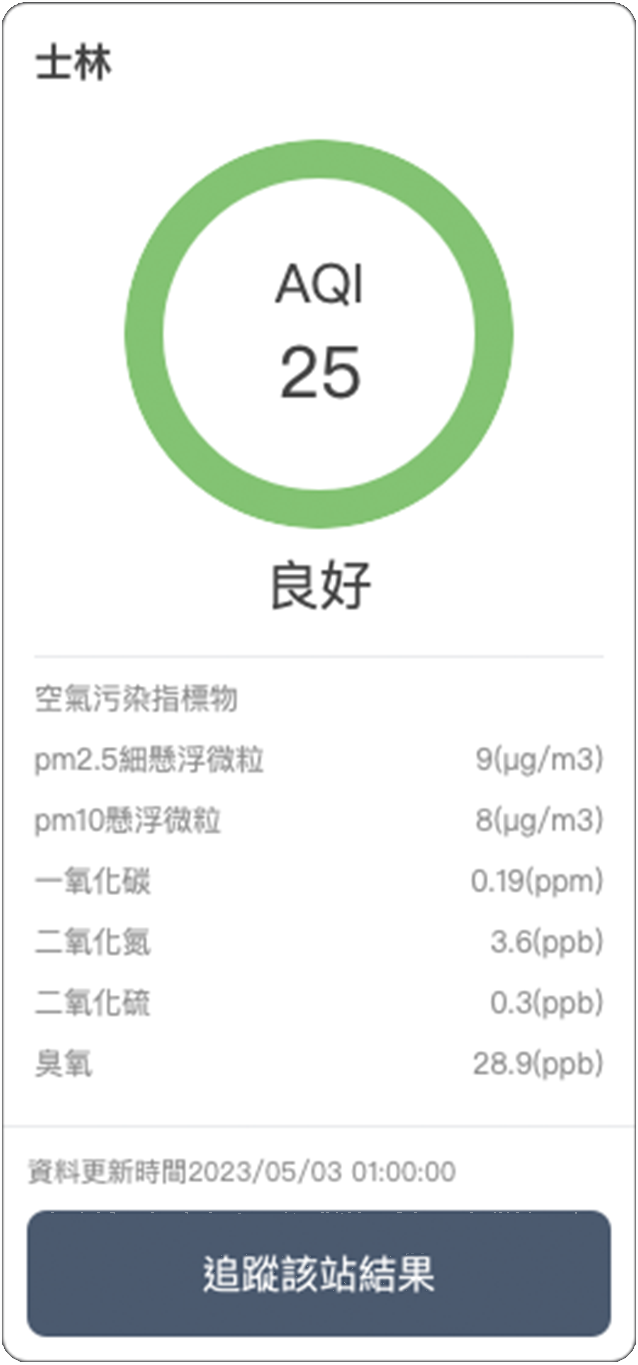 士林
AQI
25
良好
空氣污染指標物
pm2.5細懸浮微粒 9(μg/m3)
pm10懸浮微粒 8(μg/m3)
一氧化碳 0.19(ppm)
二氧化氮 3.6(ppb)
二氧化硫 0.3(ppb)
臭氧 28.9(ppb)
資料更新時間2023/05/03 01:00:00
追蹤該站結果